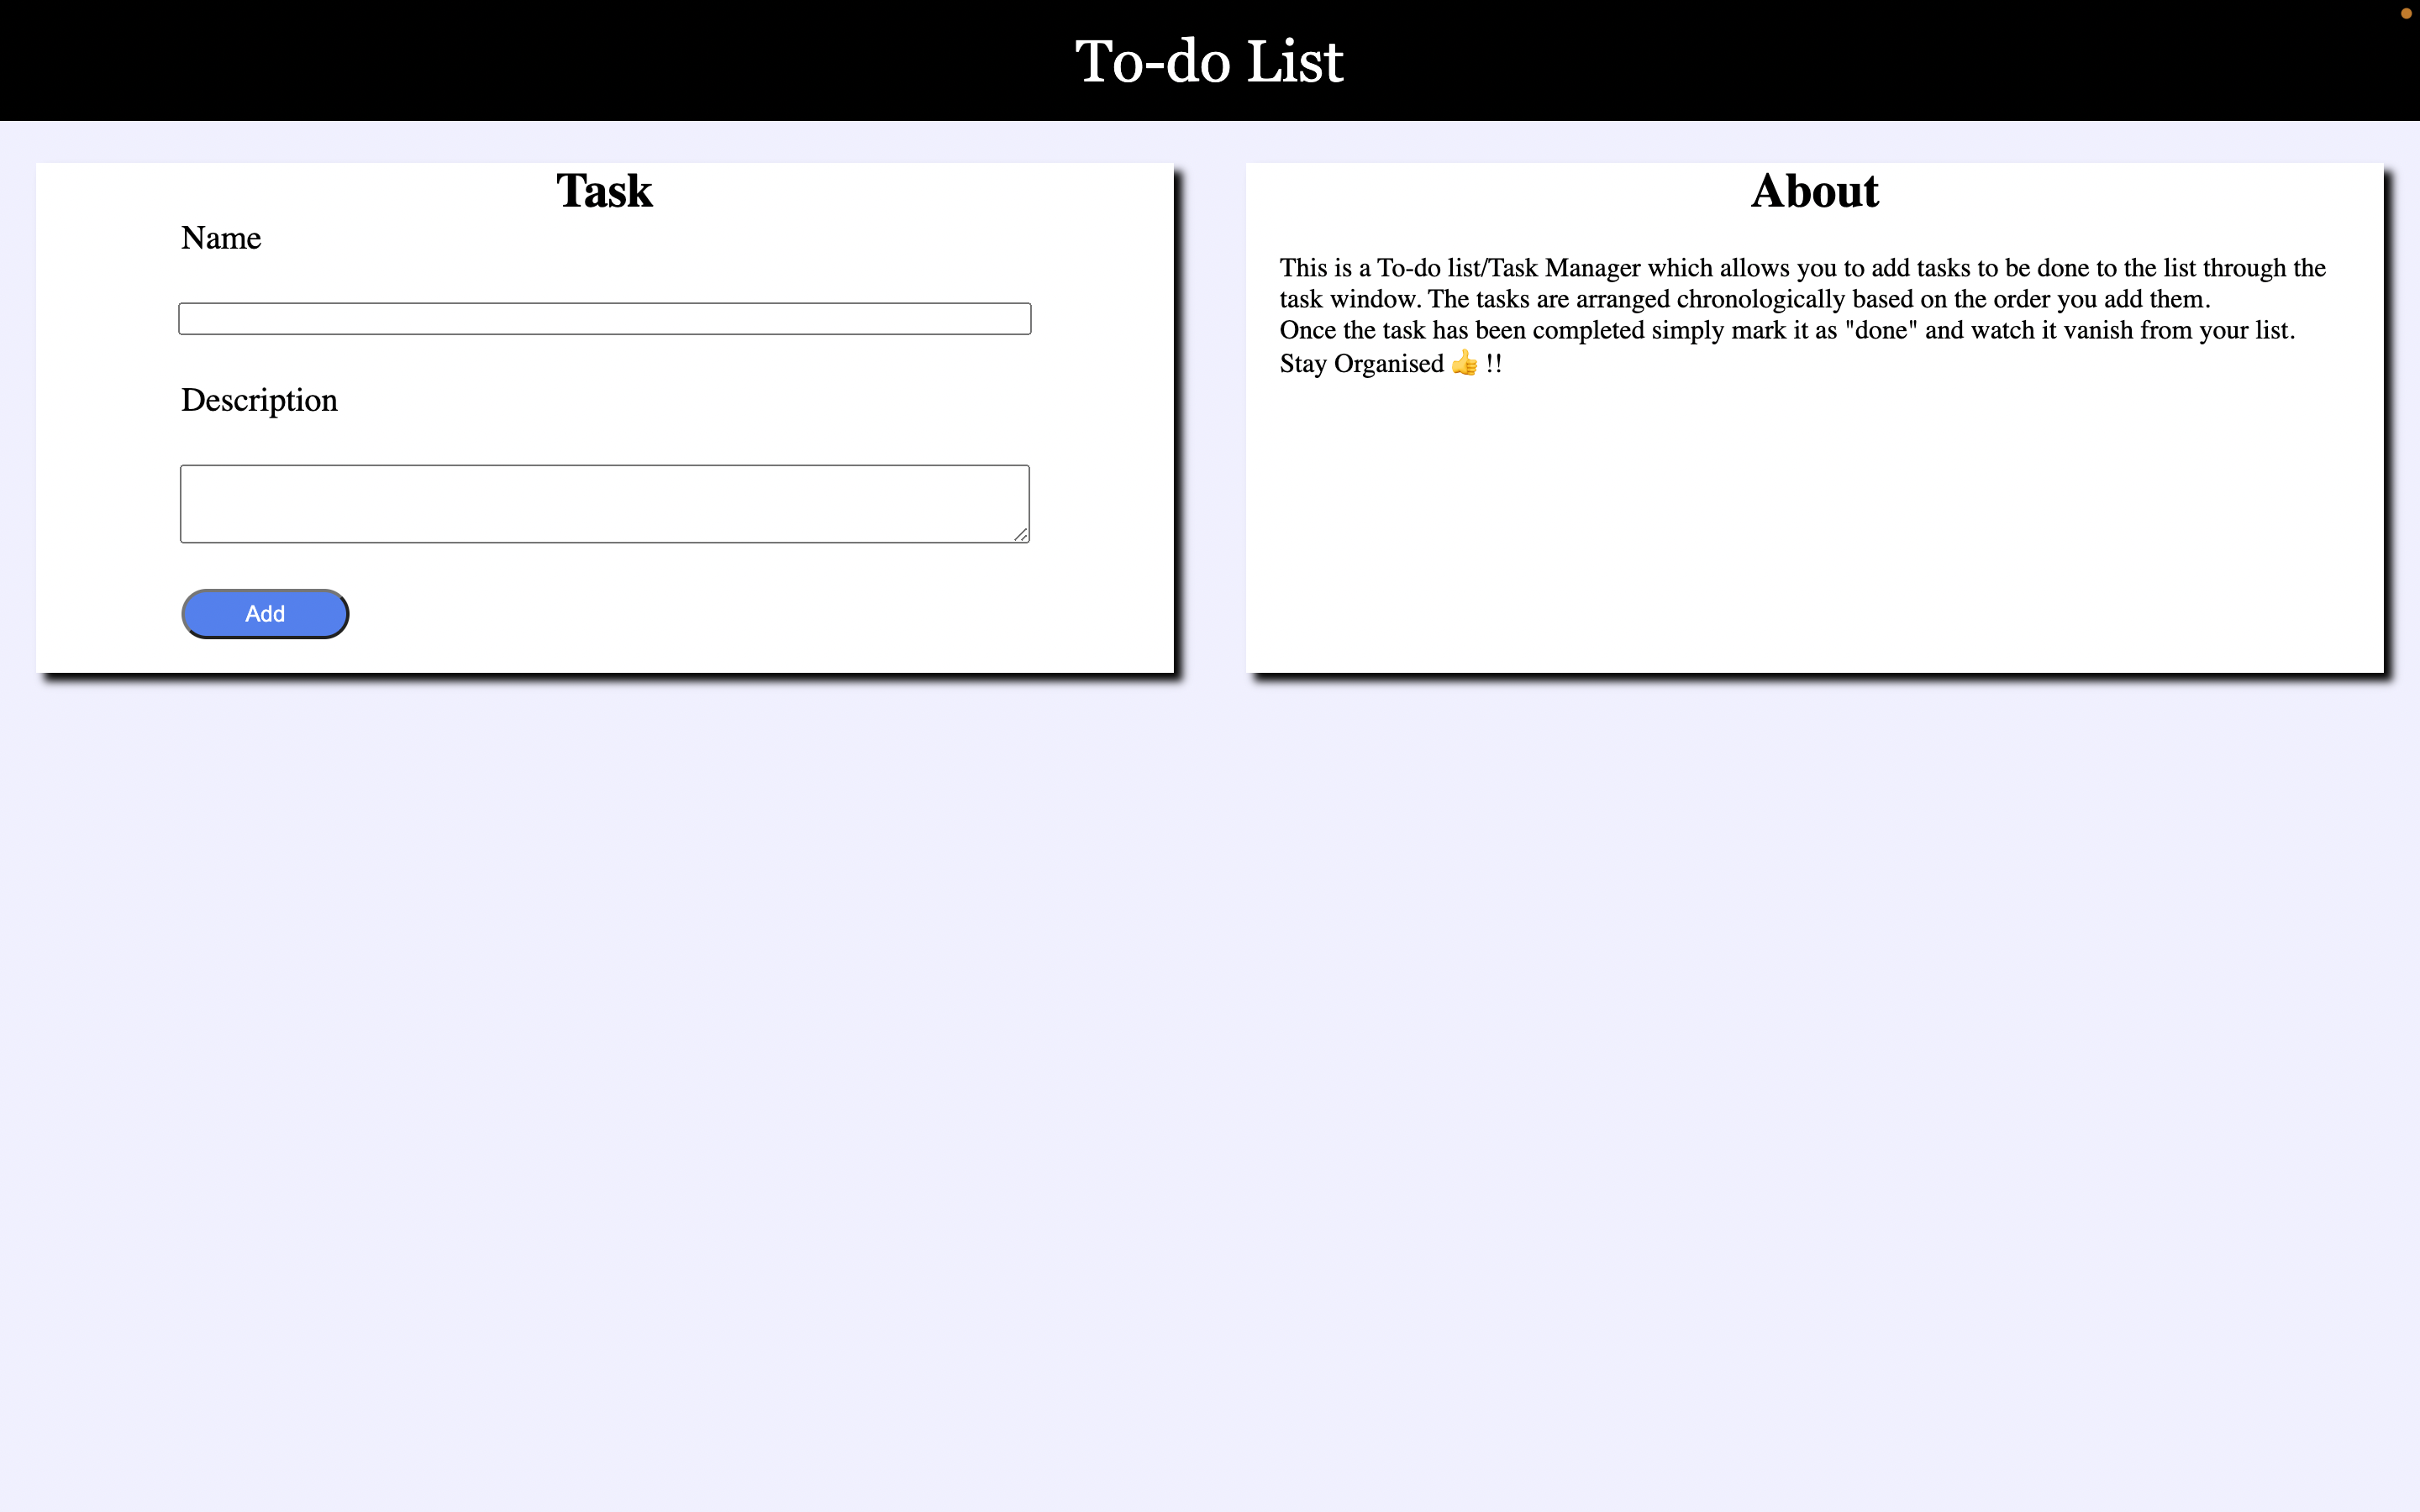 To-do List
Task
Name
Description
Add
About
This is a To-do list/Task Manager which allows you to add tasks to be done to the list through the
task window. The tasks are arranged chronologically based on the order you add them.
Once the task has been completed simply mark it as "done" and watch it vanish from your list.
Stay Organised 👍 !!